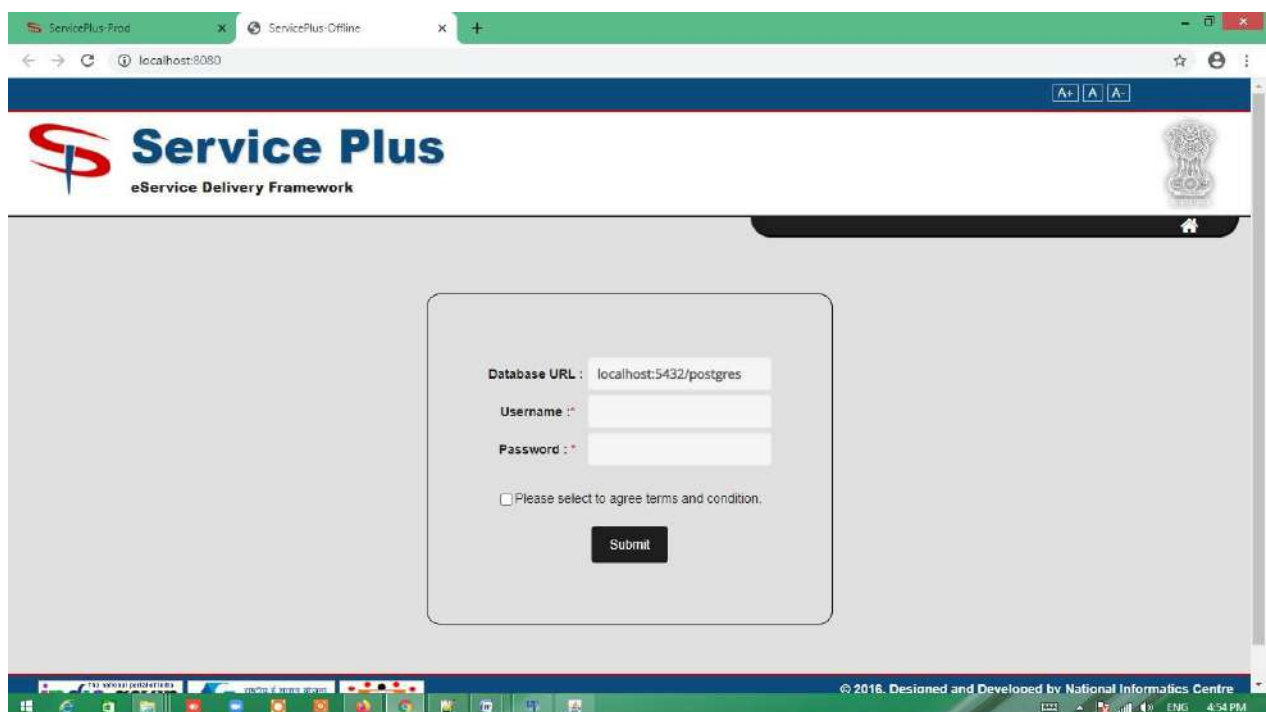 ServicePlus-Prod
ServicePlus-Offline
localhost:8080
A+ A A-
Service Plus
eService Delivery Framework
Database URL : localhost:5432/postgres
Username :*
Password : *
Please select to agree terms and condition.
Submit
© 2016. Designed and Developed by National Informatics Centre
ENG 4:54 PM